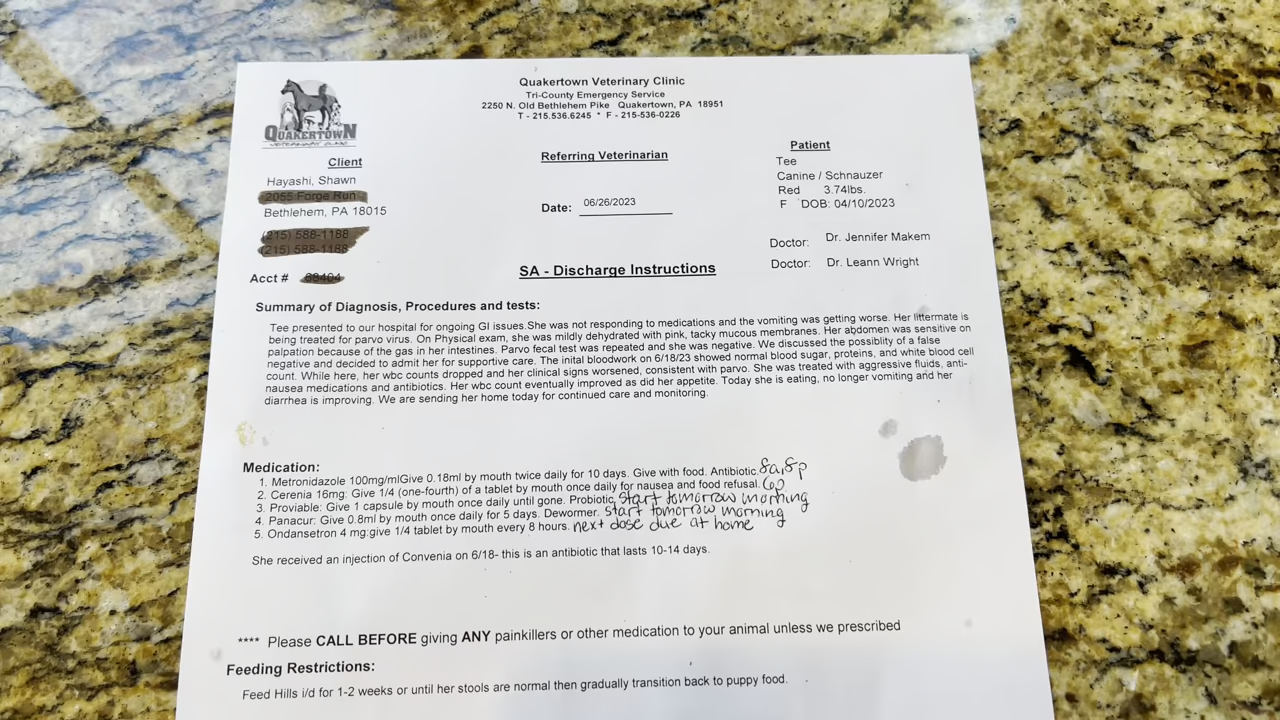 Quakertown Veterinary Clinic
Tri-County Emergency Service
2250 N. Old Bethlehem Pike Quakertown, PA 18951
T - 215.536.6245 * F - 215-536-0226
QUAKERTOWN
VETERINARY CLINIC
Client
Hayashi, Shawn
Bethlehem, PA 18015
Acct #
Referring Veterinarian
Date: 06/26/2023
Patient
Tee
Canine / Schnauzer
Red 3.74lbs.
F DOB: 04/10/2023
Doctor: Dr. Jennifer Makem
Doctor: Dr. Leann Wright
SA - Discharge Instructions
Summary of Diagnosis, Procedures and tests:
Tee presented to our hospital for ongoing GI issues.She was not responding to medications and the vomiting was getting worse. Her littermate is
being treated for parvo virus. On Physical exam, she was mildly dehydrated with pink, tacky mucous membranes. Her abdomen was sensitive on
palpation because of the gas in her intestines. Parvo fecal test was repeated and she was negative. We discussed the possiblity of a false
negative and decided to admit her for supportive care. The inital bloodwork on 6/18/23 showed normal blood sugar, proteins, and white blood cell
count. While here, her wbc counts dropped and her clinical signs worsened, consistent with parvo. She was treated with aggressive fluids, anti-
nausea medications and antibiotics. Her wbc count eventually improved as did her appetite. Today she is eating, no longer vomiting and her
diarrhea is improving. We are sending her home today for continued care and monitoring.
Medication:
1. Metronidazole 100mg/mlGive 0.18ml by mouth twice daily for 10 days. Give with food. Antibiotic. 8a, 8p
2. Cerenia 16mg: Give 1/4 (one-fourth) of a tablet by mouth once daily for nausea and food refusal.
3. Proviable: Give 1 capsule by mouth once daily until gone. Probiotic. start tomorrow morning
4. Panacur: Give 0.8ml by mouth once daily for 5 days. Dewormer. start tomorrow morning
5. Ondansetron 4 mg:give 1/4 tablet by mouth every 8 hours. next dose due at home
She received an injection of Convenia on 6/18- this is an antibiotic that lasts 10-14 days.
**** Please CALL BEFORE giving ANY painkillers or other medication to your animal unless we prescribed
Feeding Restrictions:
Feed Hills i/d for 1-2 weeks or until her stools are normal then gradually transition back to puppy food.